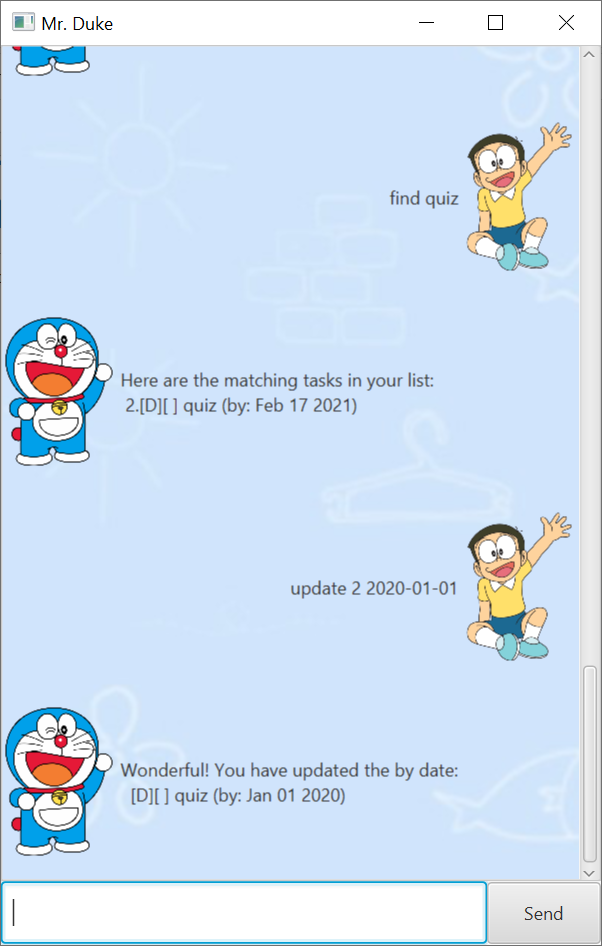 Mr. Duke
find quiz
Here are the matching tasks in your list:
2.[D][ ] quiz (by: Feb 17 2021)
update 2 2020-01-01
Wonderful! You have updated the by date:
[D][ ] quiz (by: Jan 01 2020)
Send